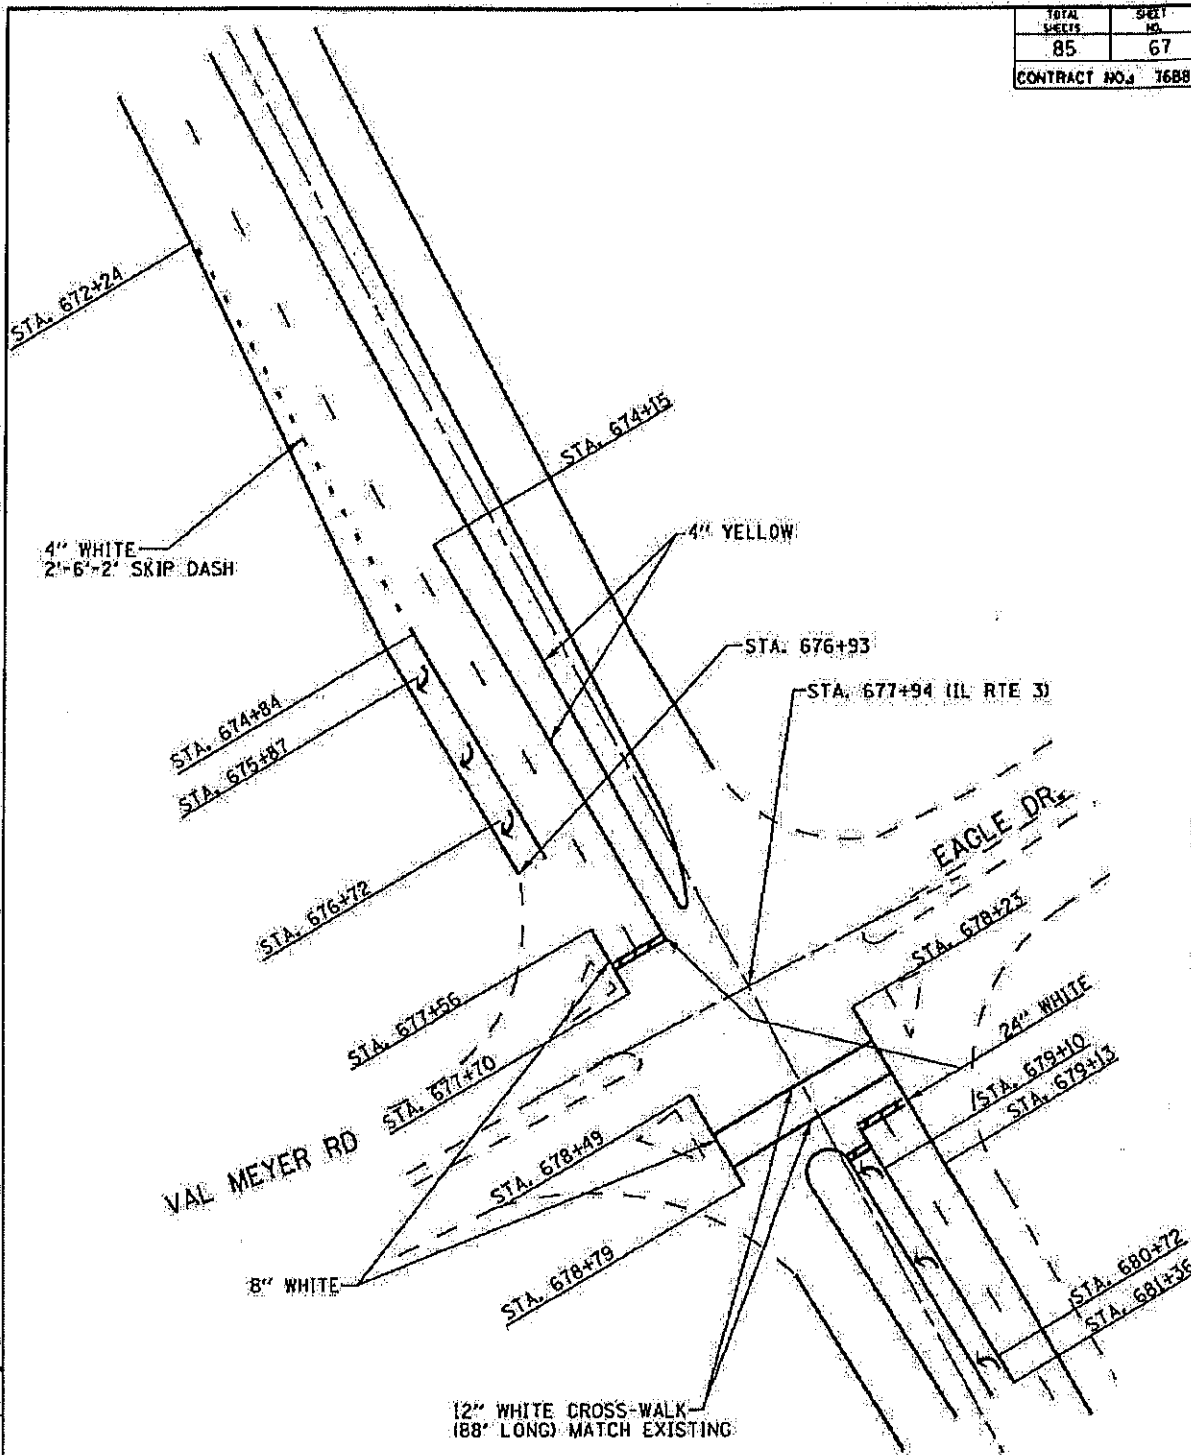 TOTAL SHEETS
SHEET NO.
85
67
CONTRACT NO. 76B8
STA. 672+24
STA. 674+15
4" WHITE
2'-6'-2' SKIP DASH
4" YELLOW
STA. 676+93
STA. 677+94 (IL RTE 3)
STA. 674+84
STA. 675+87
EAGLE DR.
STA. 676+72
STA. 678+23
STA. 677+56
24" WHITE
STA. 677+70
STA. 679+10
STA. 679+13
VAL MEYER RD
STA. 678+49
8" WHITE
STA. 678+79
STA. 680+72
STA. 681+36
12" WHITE CROSS-WALK
(88' LONG) MATCH EXISTING